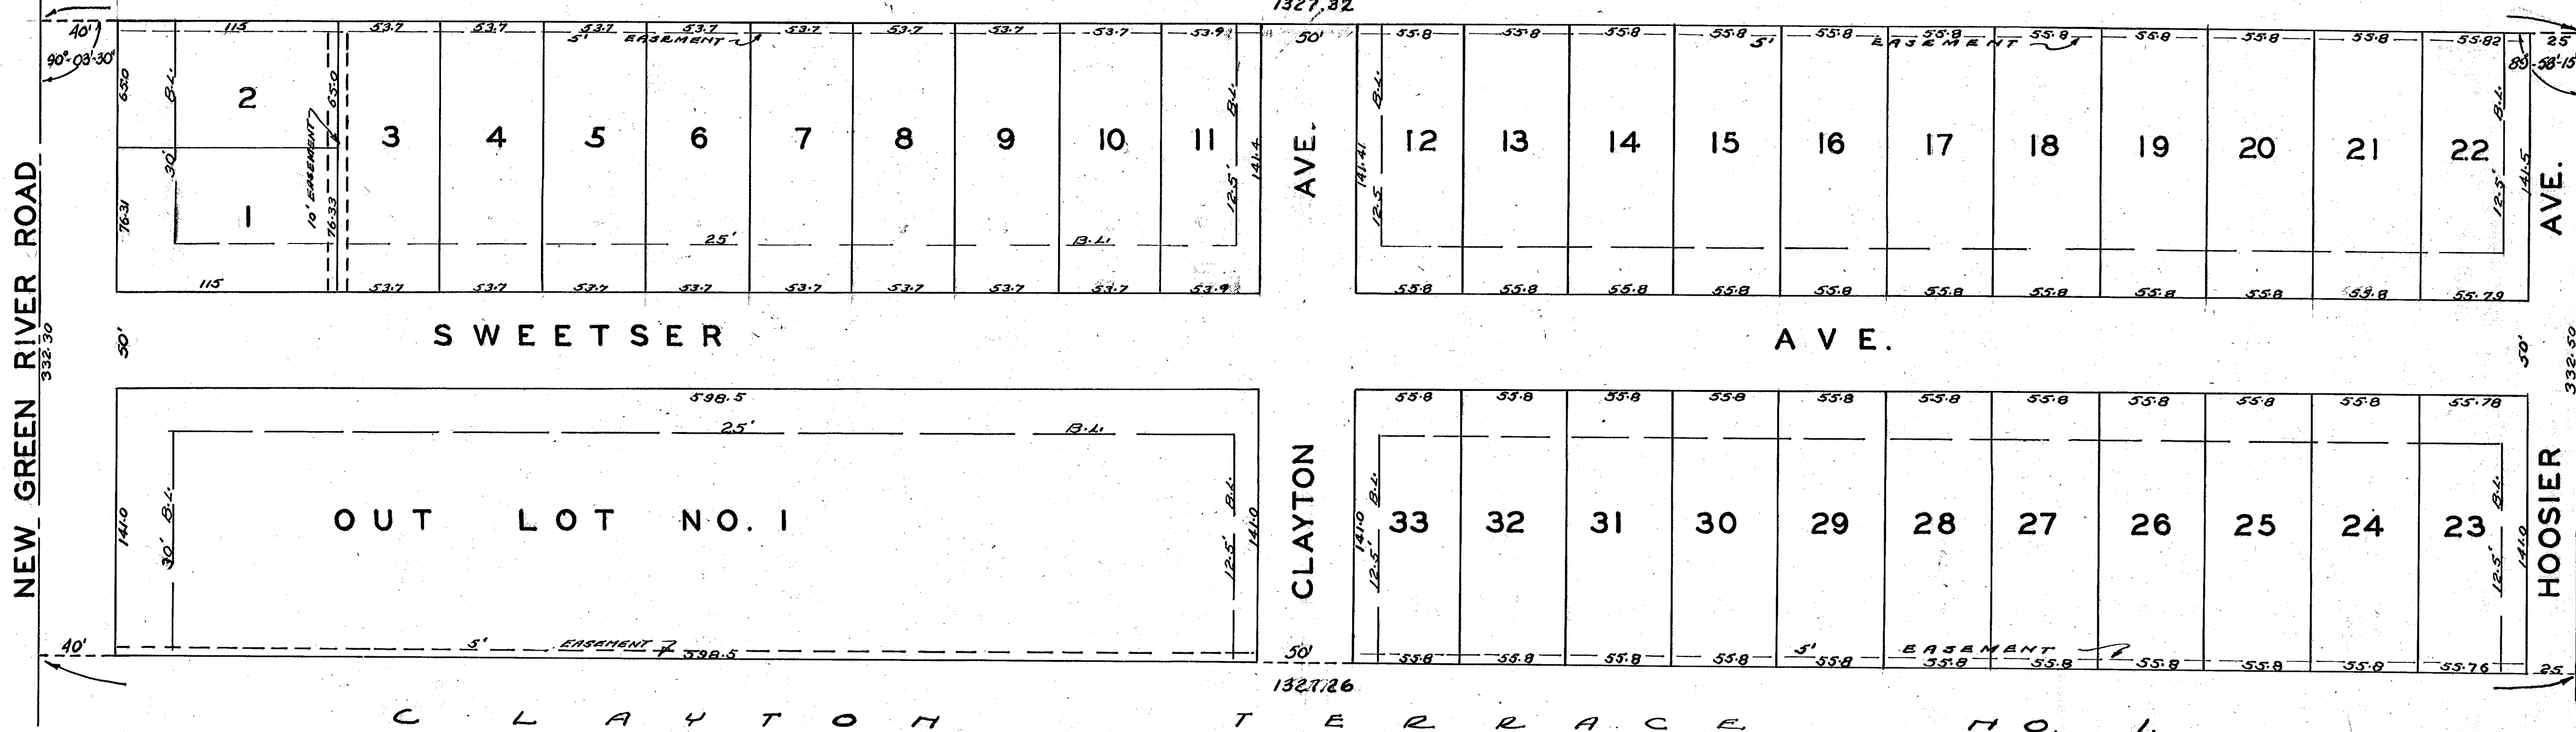 1327.32
40' 115 53.7 53.7 53.7 53.7 53.7 53.7 53.7 53.9 50' 55.8 55.8 55.8 55.8 55.8 55.8 55.8 55.8 55.8 55.8 55.82 25
5' EASEMENT 5' EASEMENT
90°-03'-30"
65.0 B.L. 65.0 B.L. B.L. B.L.
2
10' EASEMENT
3 4 5 6 7 8 9 10 11 12 13 14 15 16 17 18 19 20 21 22
30' 12.5' 141.4 141.41 12.5 12.5' 141.5
AVE. AVE.
76.31 1 76.33
25' B.L.
115 53.7 53.7 53.7 53.7 53.7 53.7 53.7 53.7 53.9 55.8 55.8 55.8 55.8 55.8 55.8 55.8 55.8 55.8 55.8 55.79
NEW GREEN RIVER ROAD
332.30
50' SWEETSER AVE. 50'
332.50
598.5 55.8 55.8 55.8 55.8 55.8 55.8 55.8 55.8 55.8 55.8 55.78
25' B.L.
141.0 30' B.L. 12.5' B.L. 141.0 141.0 12.5' B.L. 12.5' B.L. 141.0
OUT LOT NO. 1
CLAYTON
33 32 31 30 29 28 27 26 25 24 23
HOOSIER
40' 5' EASEMENT 598.5 50' 5' EASEMENT
55.8 55.8 55.8 55.8 55.8 55.8 55.8 55.8 55.8 55.8 55.76 25
1327.26
CLAYTON TERRACE NO. 1.